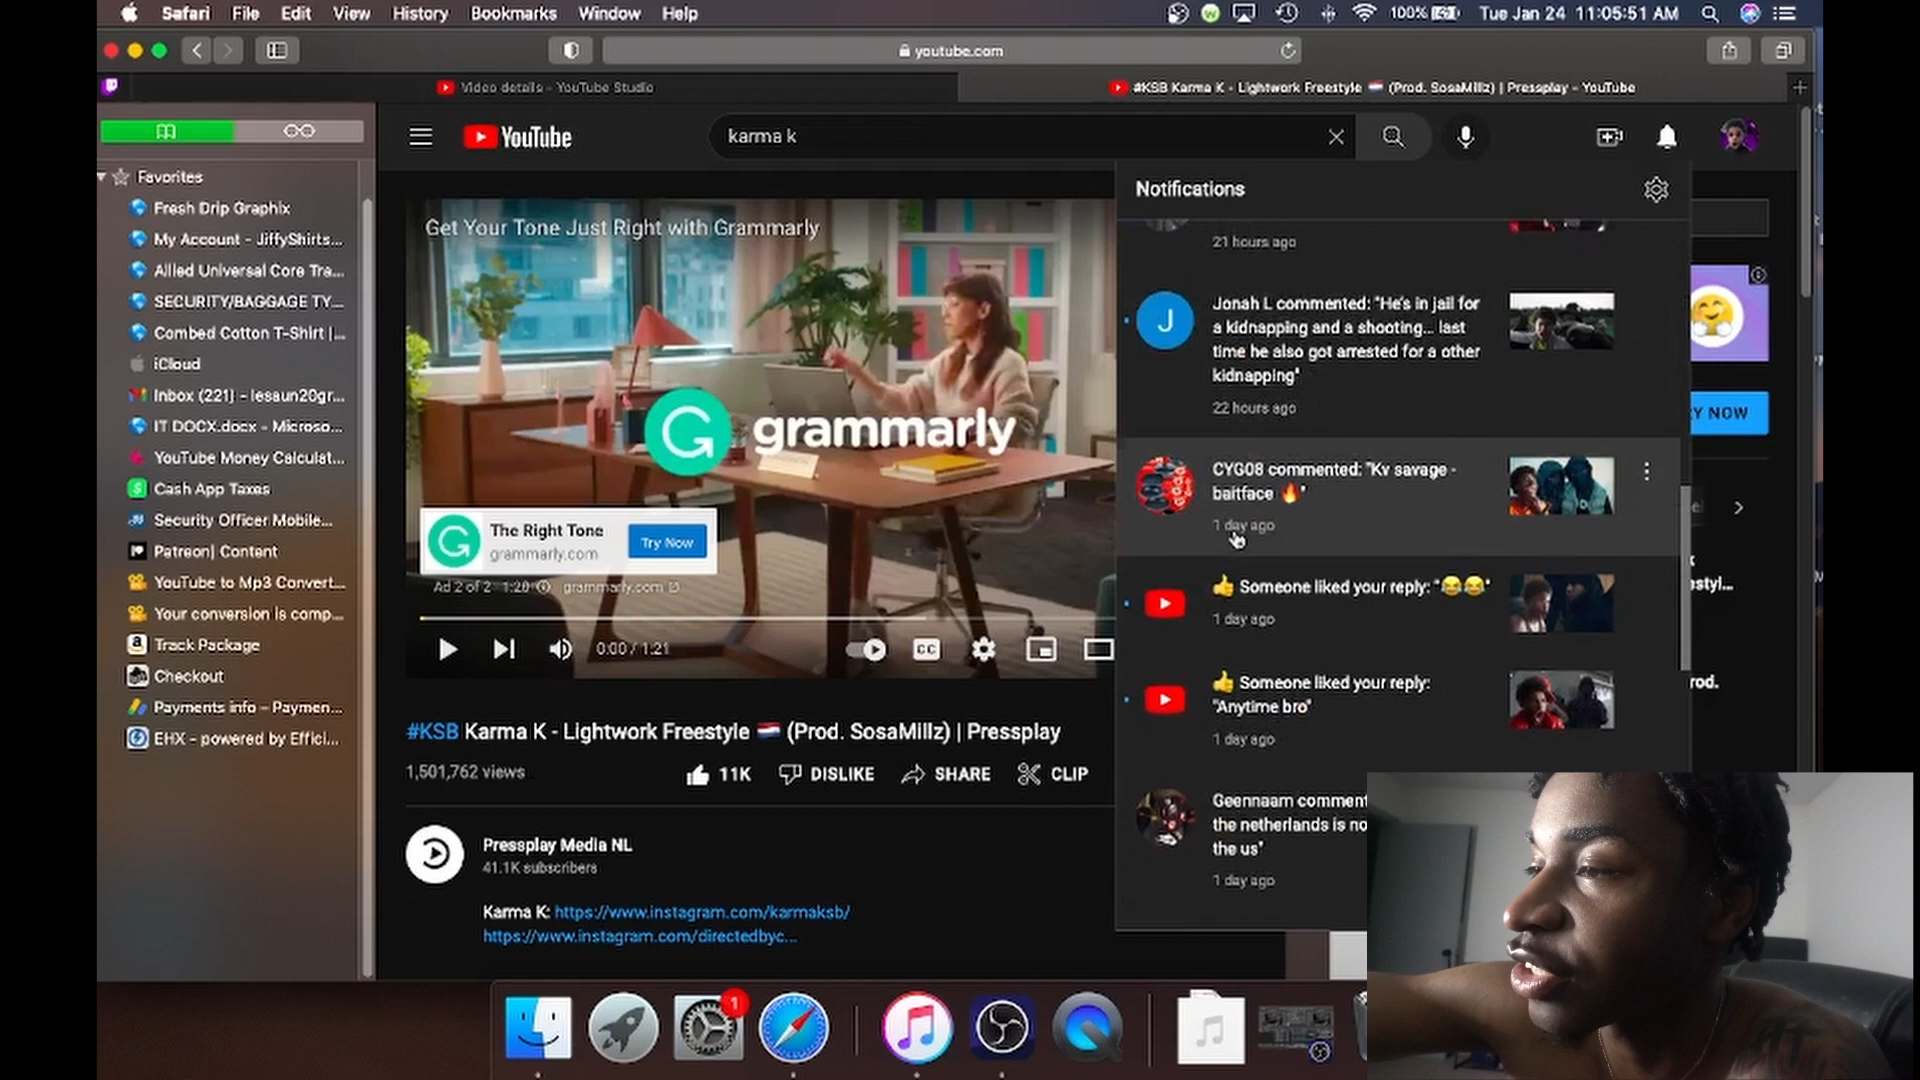 Safari File Edit View History Bookmarks Window Help
100% Tue Jan 24 11:05:51 AM
youtube.com
Video details - YouTube Studio
#KSB Karma K - Lightwork Freestyle 🇳🇱 (Prod. SosaMillz) | Pressplay - YouTube
YouTube
karma k
Favorites
Fresh Drip Graphix
My Account - JiffyShirts...
Allied Universal Core Tra...
SECURITY/BAGGAGE TY...
Combed Cotton T-Shirt |...
iCloud
Inbox (221) - lesaun20gr...
IT DOCX.docx - Microso...
YouTube Money Calculat...
Cash App Taxes
Security Officer Mobile...
Patreon| Content
YouTube to Mp3 Convert...
Your conversion is comp...
Track Package
Checkout
Payments info – Paymen...
EHX - powered by Effici...
Get Your Tone Just Right with Grammarly
grammarly
The Right Tone
grammarly.com
Try Now
Ad 2 of 2 · 1:20 grammarly.com
0:00 / 1:21
CC
#KSB Karma K - Lightwork Freestyle 🇳🇱 (Prod. SosaMillz) | Pressplay
1,501,762 views
11K DISLIKE SHARE CLIP
Pressplay Media NL
41.1K subscribers
Karma K: https://www.instagram.com/karmaksb/
https://www.instagram.com/directedbyc...
Notifications
21 hours ago
J
Jonah L commented: "He's in jail for
a kidnapping and a shooting... last
time he also got arrested for a other
kidnapping"
22 hours ago
CYG08 commented: "Kv savage -
baitface 🔥"
1 day ago
👍 Someone liked your reply: "😂😂"
1 day ago
👍 Someone liked your reply:
"Anytime bro"
1 day ago
Geennaam comment
the netherlands is no
the us"
1 day ago
NOW
1